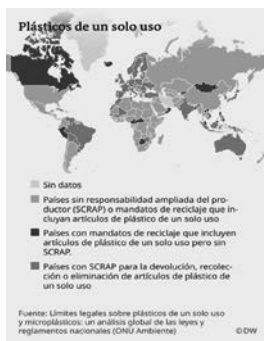 Plásticos de un solo uso
Sin datos
Países sin responsabilidad ampliada del pro-
ductor (SCRAP) o mandatos de reciclaje que in-
cluyan artículos de plástico de un solo uso
Países con mandatos de reciclaje que incluyen
artículos de plástico de un solo uso pero sin
SCRAP.
Países con SCRAP para la devolución, recolec-
ción o eliminación de artículos de plástico de
un solo uso
Fuente: Límites legales sobre plásticos de un solo uso
y microplásticos: un análisis global de las leyes y
reglamentos nacionales (ONU Ambiente)
©DW